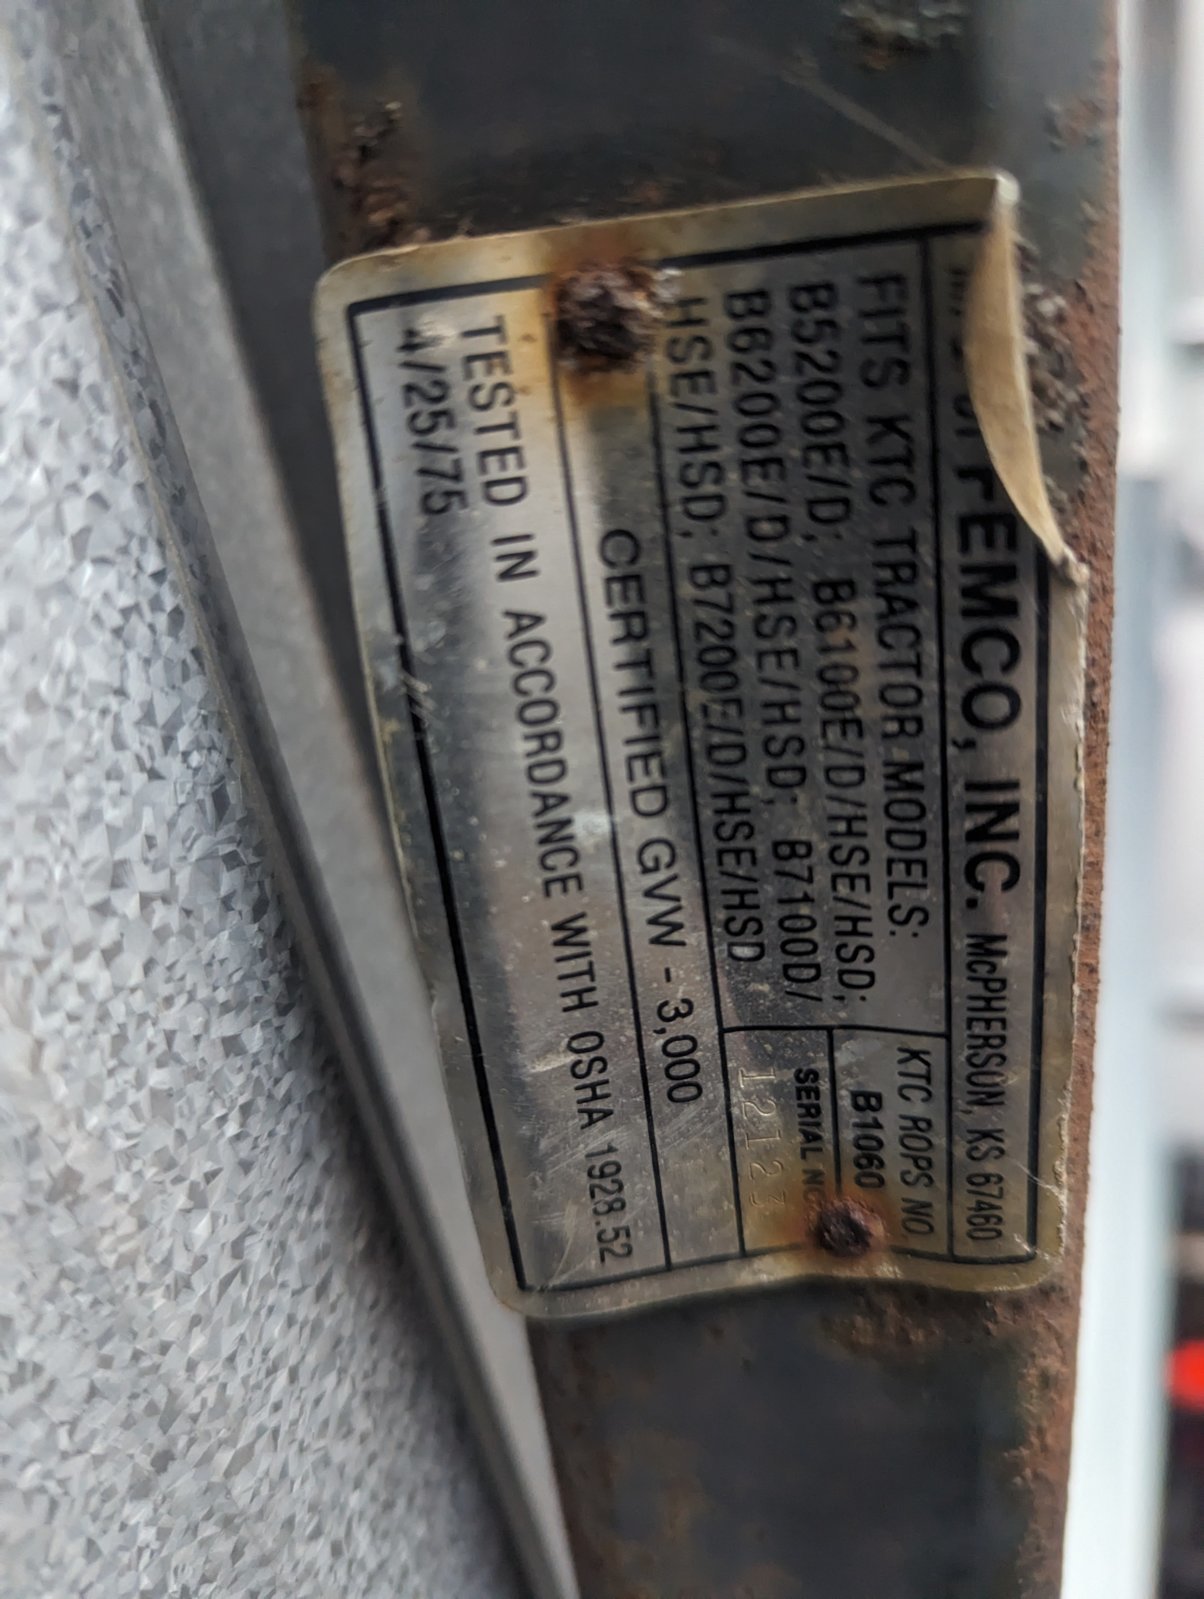 FEMCO, INC. McPHERSON, KS 67460
FITS KTC TRACTOR MODELS:
B5200E/D; B6100E/D/HSE/HSD;
B6200E/D/HSE/HSD; B7100D/
HSE/HSD; B7200E/D/HSE/HSD
KTC ROPS NO.
B1060
SERIAL NO
12123
CERTIFIED GVW - 3,000
TESTED IN ACCORDANCE WITH OSHA 1928.52
4/25/75